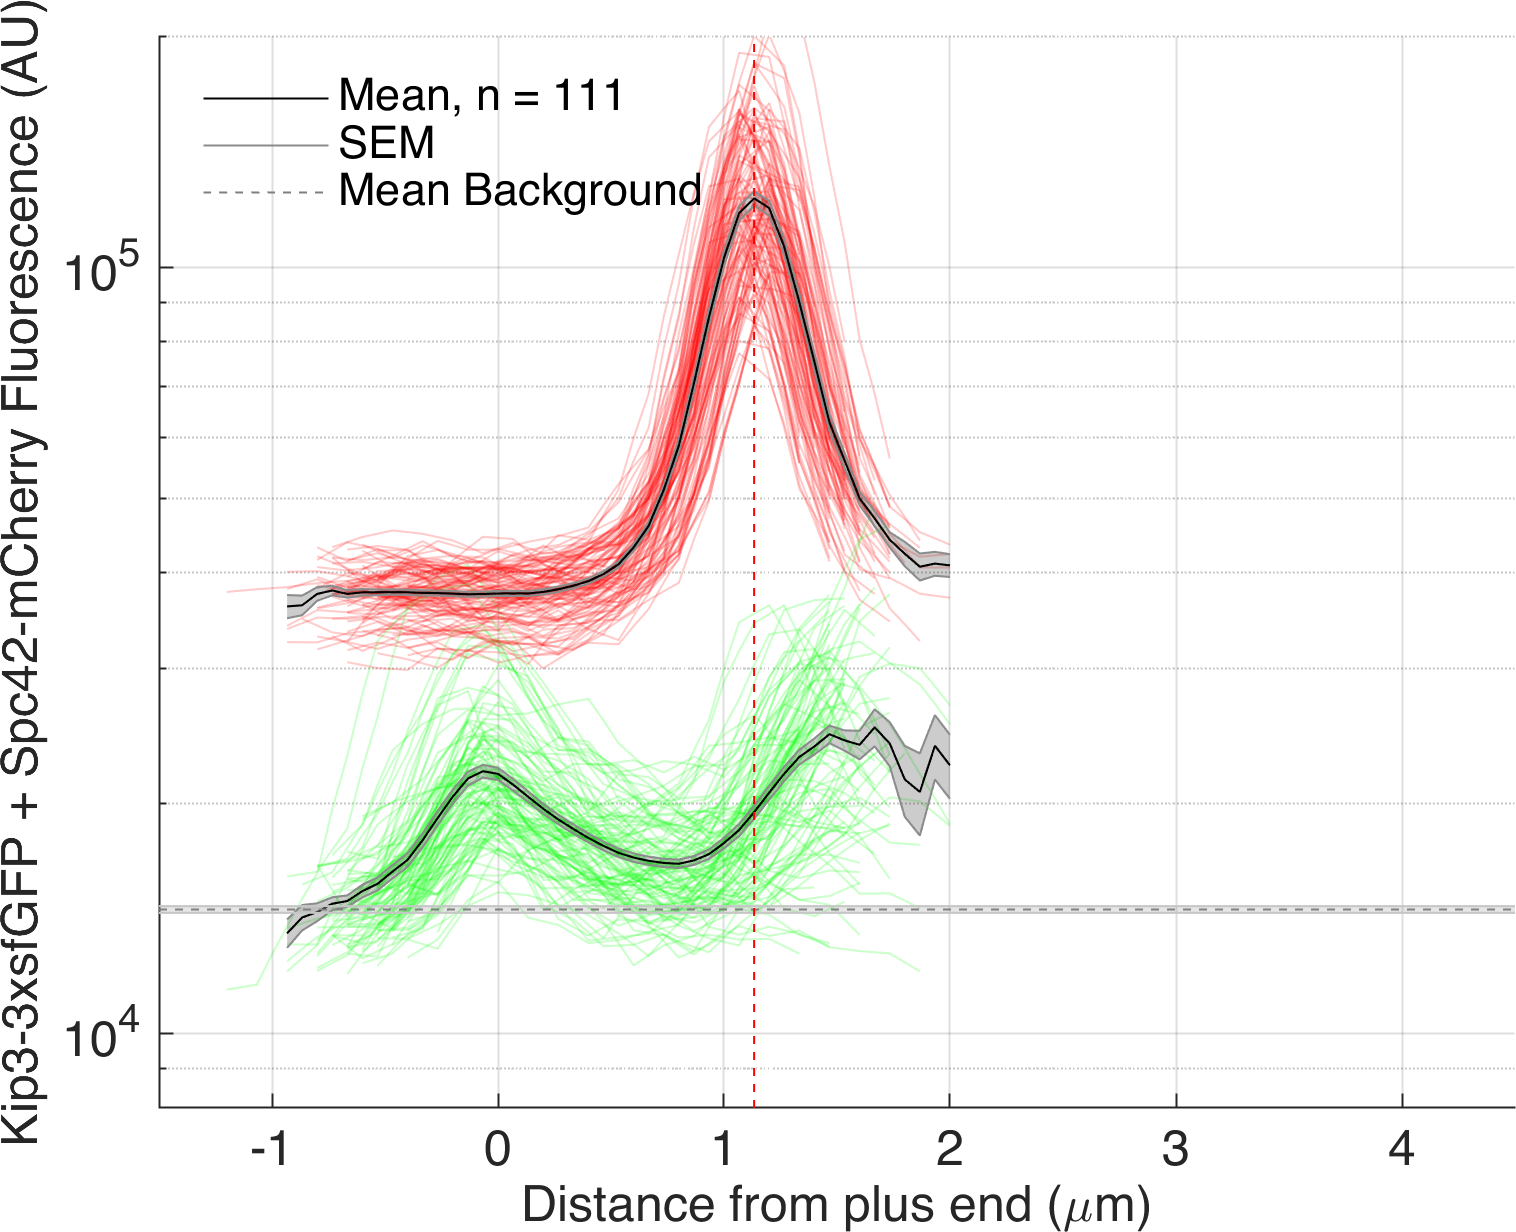 Kip3-3xsfGFP + Spc42-mCherry Fluorescence (AU)
Mean, n = 111
SEM
Mean Background
10^5
10^4
-1 0 1 2 3 4
Distance from plus end (μm)